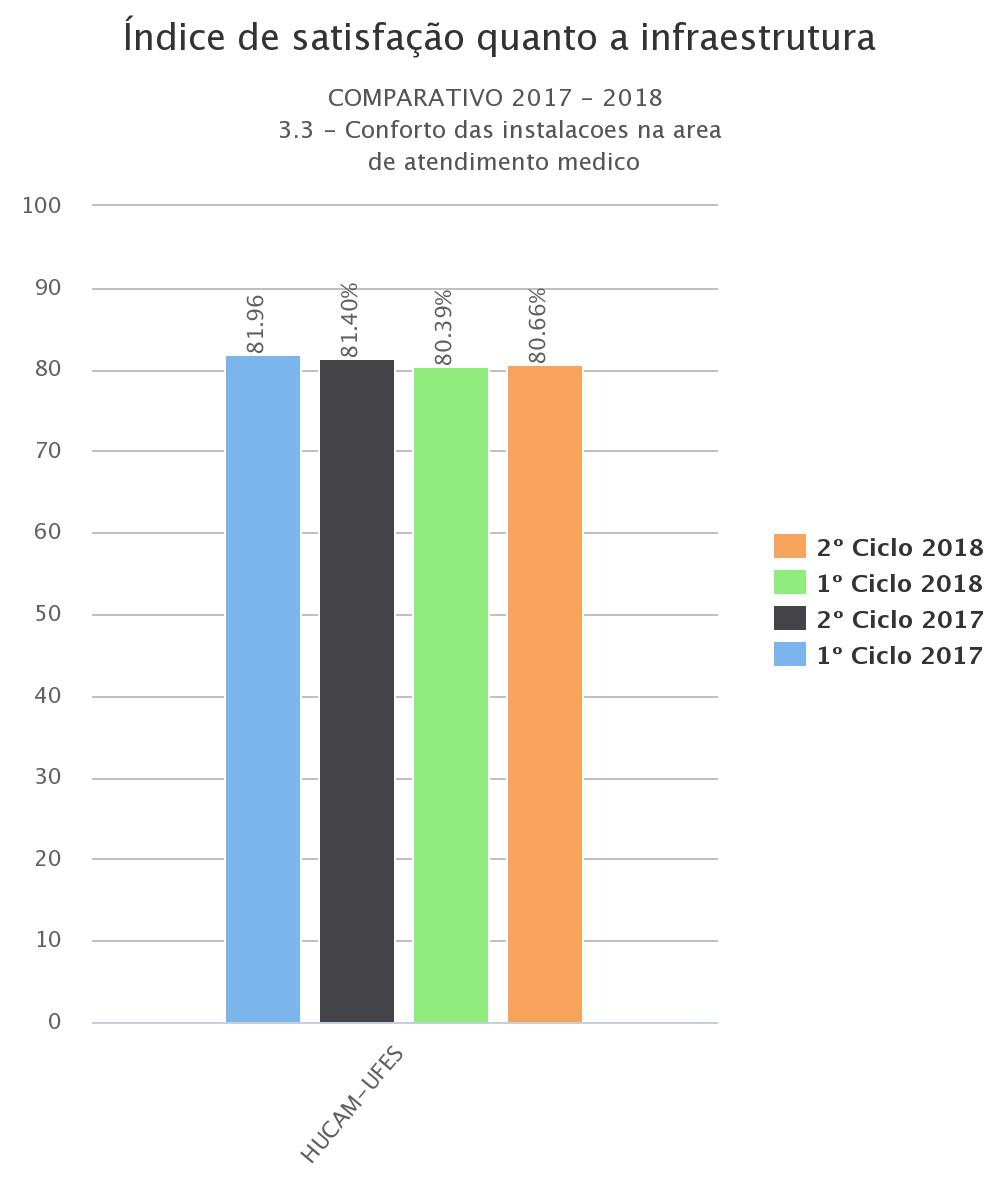 Índice de satisfação quanto a infraestrutura
COMPARATIVO 2017 - 2018
3.3 - Conforto das instalacoes na area
de atendimento medico
100
90
80
70
60
50
40
30
20
10
0
81.96
81.40%
80.39%
80.66%
HUCAM-UFES
2º Ciclo 2018
1º Ciclo 2018
2º Ciclo 2017
1º Ciclo 2017